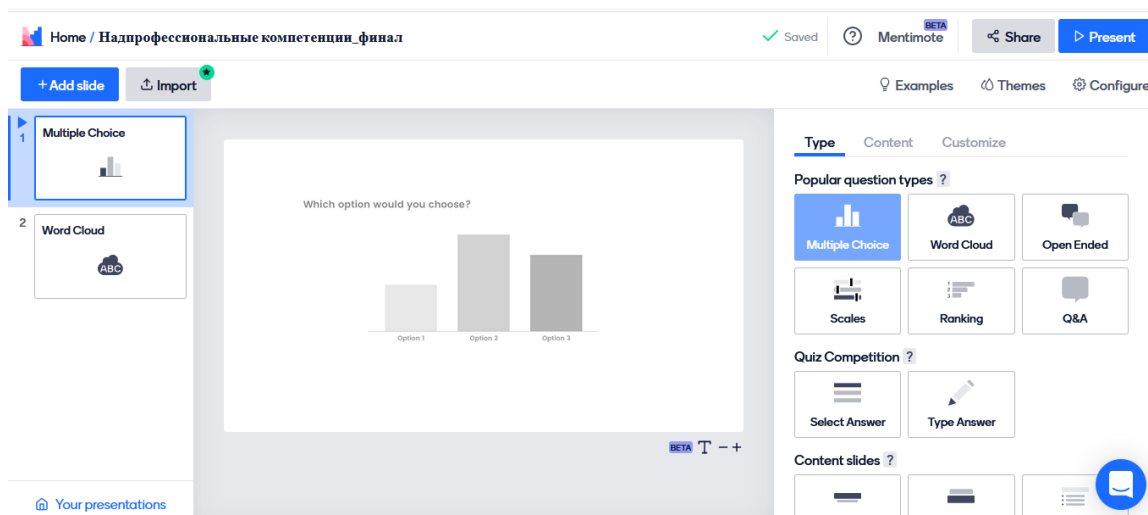 Home / Надпрофессиональные компетенции_финал
Saved
?
Mentimote
BETA
Share
Present
+ Add slide
Import
Examples
Themes
Configure
1
Multiple Choice
2
Word Cloud
ABC
Your presentations
Which option would you choose?
Option 1
Option 2
Option 3
BETA T − +
Type
Content
Customize
Popular question types ?
Multiple Choice
ABC
Word Cloud
Open Ended
Scales
1
2
3
Ranking
Q&A
Quiz Competition ?
Select Answer
Type Answer
Content slides ?